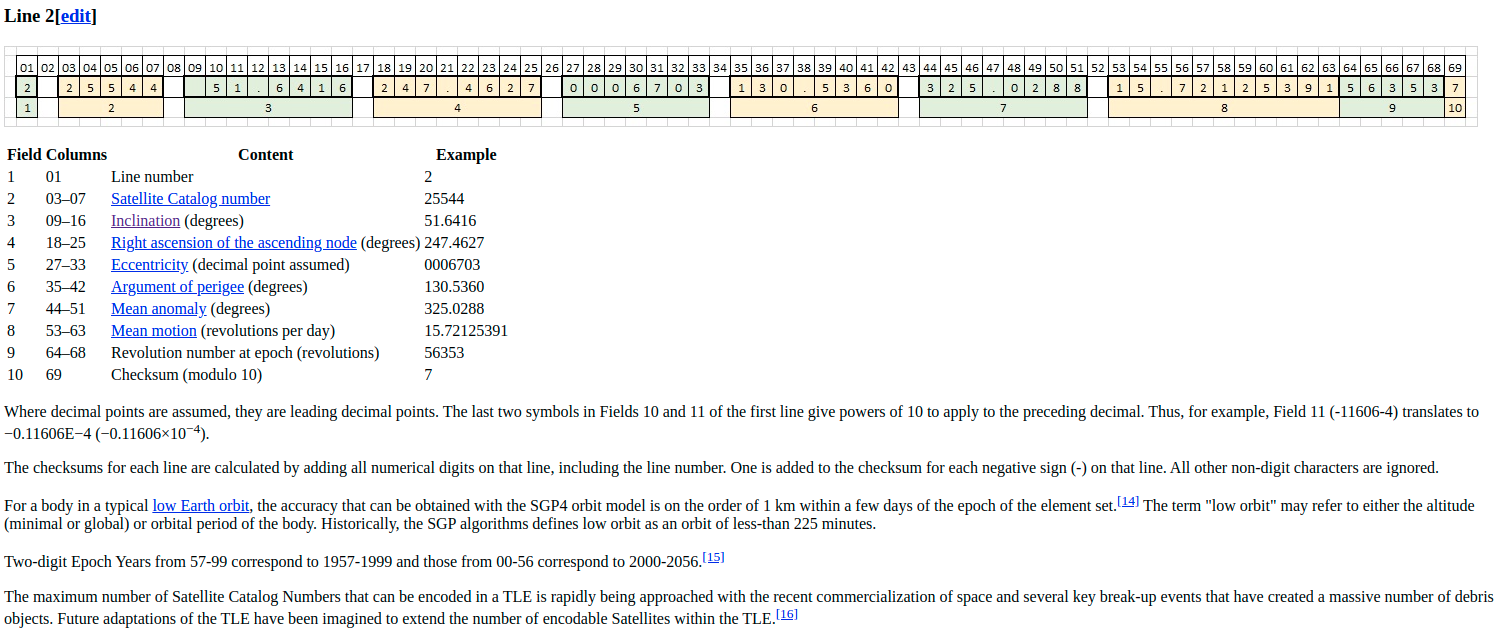 Line 2[edit]
01 02 03 04 05 06 07 08 09 10 11 12 13 14 15 16 17 18 19 20 21 22 23 24 25 26 27 28 29 30 31 32 33 34 35 36 37 38 39 40 41 42 43 44 45 46 47 48 49 50 51 52 53 54 55 56 57 58 59 60 61 62 63 64 65 66 67 68 69
2 2 5 5 4 4 5 1 . 6 4 1 6 2 4 7 . 4 6 2 7 0 0 0 6 7 0 3 1 3 0 . 5 3 6 0 3 2 5 . 0 2 8 8 1 5 . 7 2 1 2 5 3 9 1 5 6 3 5 3 7
1 2 3 4 5 6 7 8 9 10
Field Columns Content Example
1 01 Line number 2
2 03–07 Satellite Catalog number 25544
3 09–16 Inclination (degrees) 51.6416
4 18–25 Right ascension of the ascending node (degrees) 247.4627
5 27–33 Eccentricity (decimal point assumed) 0006703
6 35–42 Argument of perigee (degrees) 130.5360
7 44–51 Mean anomaly (degrees) 325.0288
8 53–63 Mean motion (revolutions per day) 15.72125391
9 64–68 Revolution number at epoch (revolutions) 56353
10 69 Checksum (modulo 10) 7
Where decimal points are assumed, they are leading decimal points. The last two symbols in Fields 10 and 11 of the first line give powers of 10 to apply to the preceding decimal. Thus, for example, Field 11 (-11606-4) translates to
−0.11606E−4 (−0.11606×10−4).
The checksums for each line are calculated by adding all numerical digits on that line, including the line number. One is added to the checksum for each negative sign (-) on that line. All other non-digit characters are ignored.
For a body in a typical low Earth orbit, the accuracy that can be obtained with the SGP4 orbit model is on the order of 1 km within a few days of the epoch of the element set.[14] The term "low orbit" may refer to either the altitude
(minimal or global) or orbital period of the body. Historically, the SGP algorithms defines low orbit as an orbit of less-than 225 minutes.
Two-digit Epoch Years from 57-99 correspond to 1957-1999 and those from 00-56 correspond to 2000-2056.[15]
The maximum number of Satellite Catalog Numbers that can be encoded in a TLE is rapidly being approached with the recent commercialization of space and several key break-up events that have created a massive number of debris
objects. Future adaptations of the TLE have been imagined to extend the number of encodable Satellites within the TLE.[16]